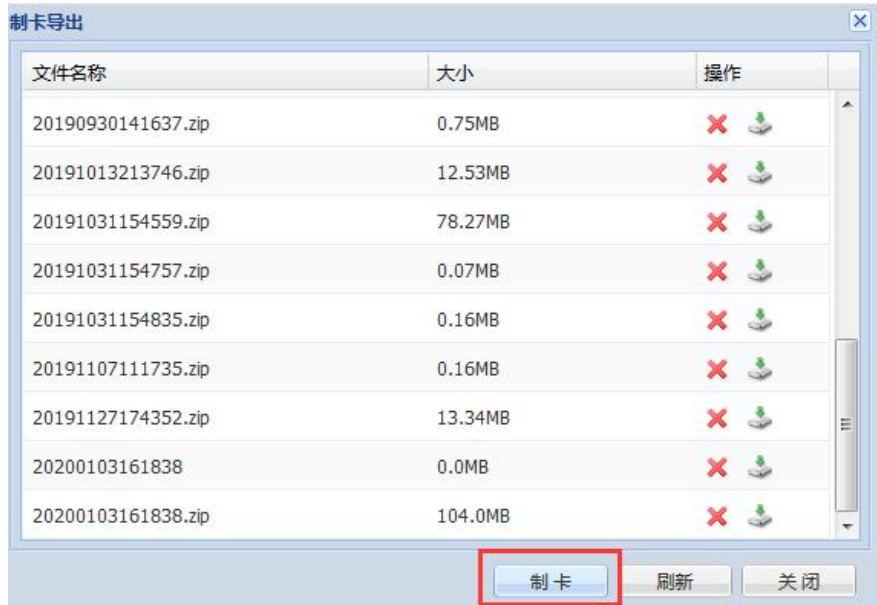 制卡导出
文件名称 大小 操作
20190930141637.zip 0.75MB
20191013213746.zip 12.53MB
20191031154559.zip 78.27MB
20191031154757.zip 0.07MB
20191031154835.zip 0.16MB
20191107111735.zip 0.16MB
20191127174352.zip 13.34MB
20200103161838 0.0MB
20200103161838.zip 104.0MB
制卡 刷新 关闭